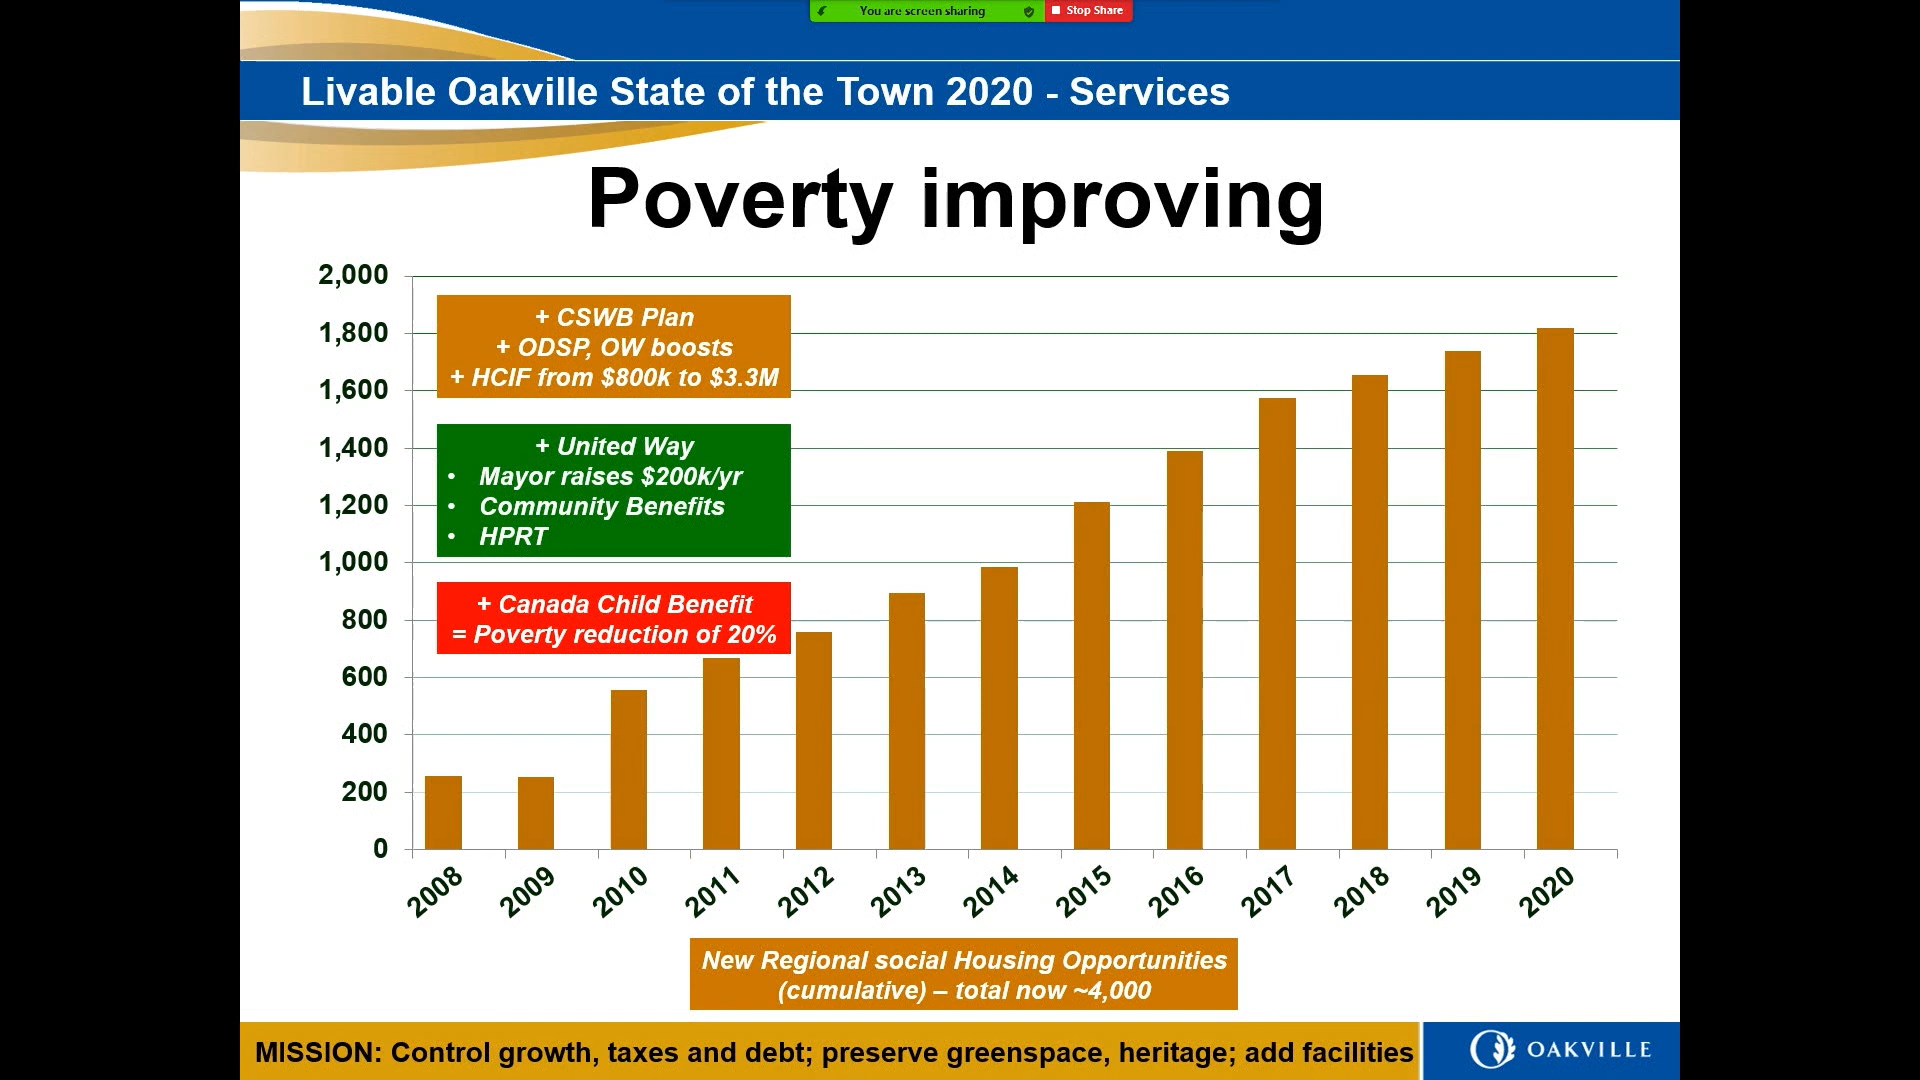 You are screen sharing
Stop Share
Livable Oakville State of the Town 2020 - Services
Poverty improving
2,000
1,800
1,600
1,400
1,200
1,000
800
600
400
200
0
+ CSWB Plan
+ ODSP, OW boosts
+ HCIF from $800k to $3.3M
+ United Way
• Mayor raises $200k/yr
• Community Benefits
• HPRT
+ Canada Child Benefit
= Poverty reduction of 20%
2008 2009 2010 2011 2012 2013 2014 2015 2016 2017 2018 2019 2020
New Regional social Housing Opportunities
(cumulative) – total now ~4,000
MISSION: Control growth, taxes and debt; preserve greenspace, heritage; add facilities
OAKVILLE